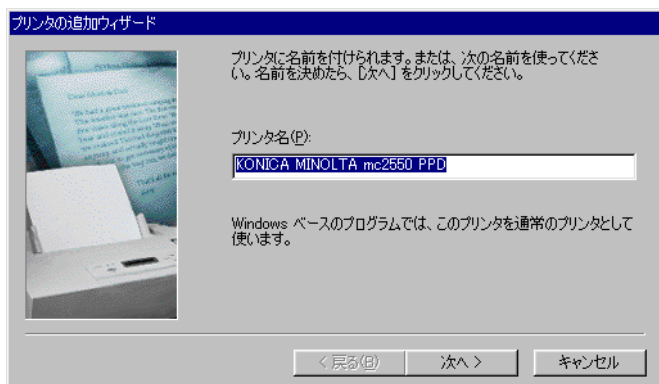 プリンタの追加ウィザード
プリンタに名前を付けられます。または、次の名前を使ってくださ
い。名前を決めたら、[次へ] をクリックしてください。
プリンタ名(P):
KONICA MINOLTA mc2550 PPD
Windows ベースのプログラムでは、このプリンタを通常のプリンタとして
使います。
< 戻る(B)
次へ >
キャンセル